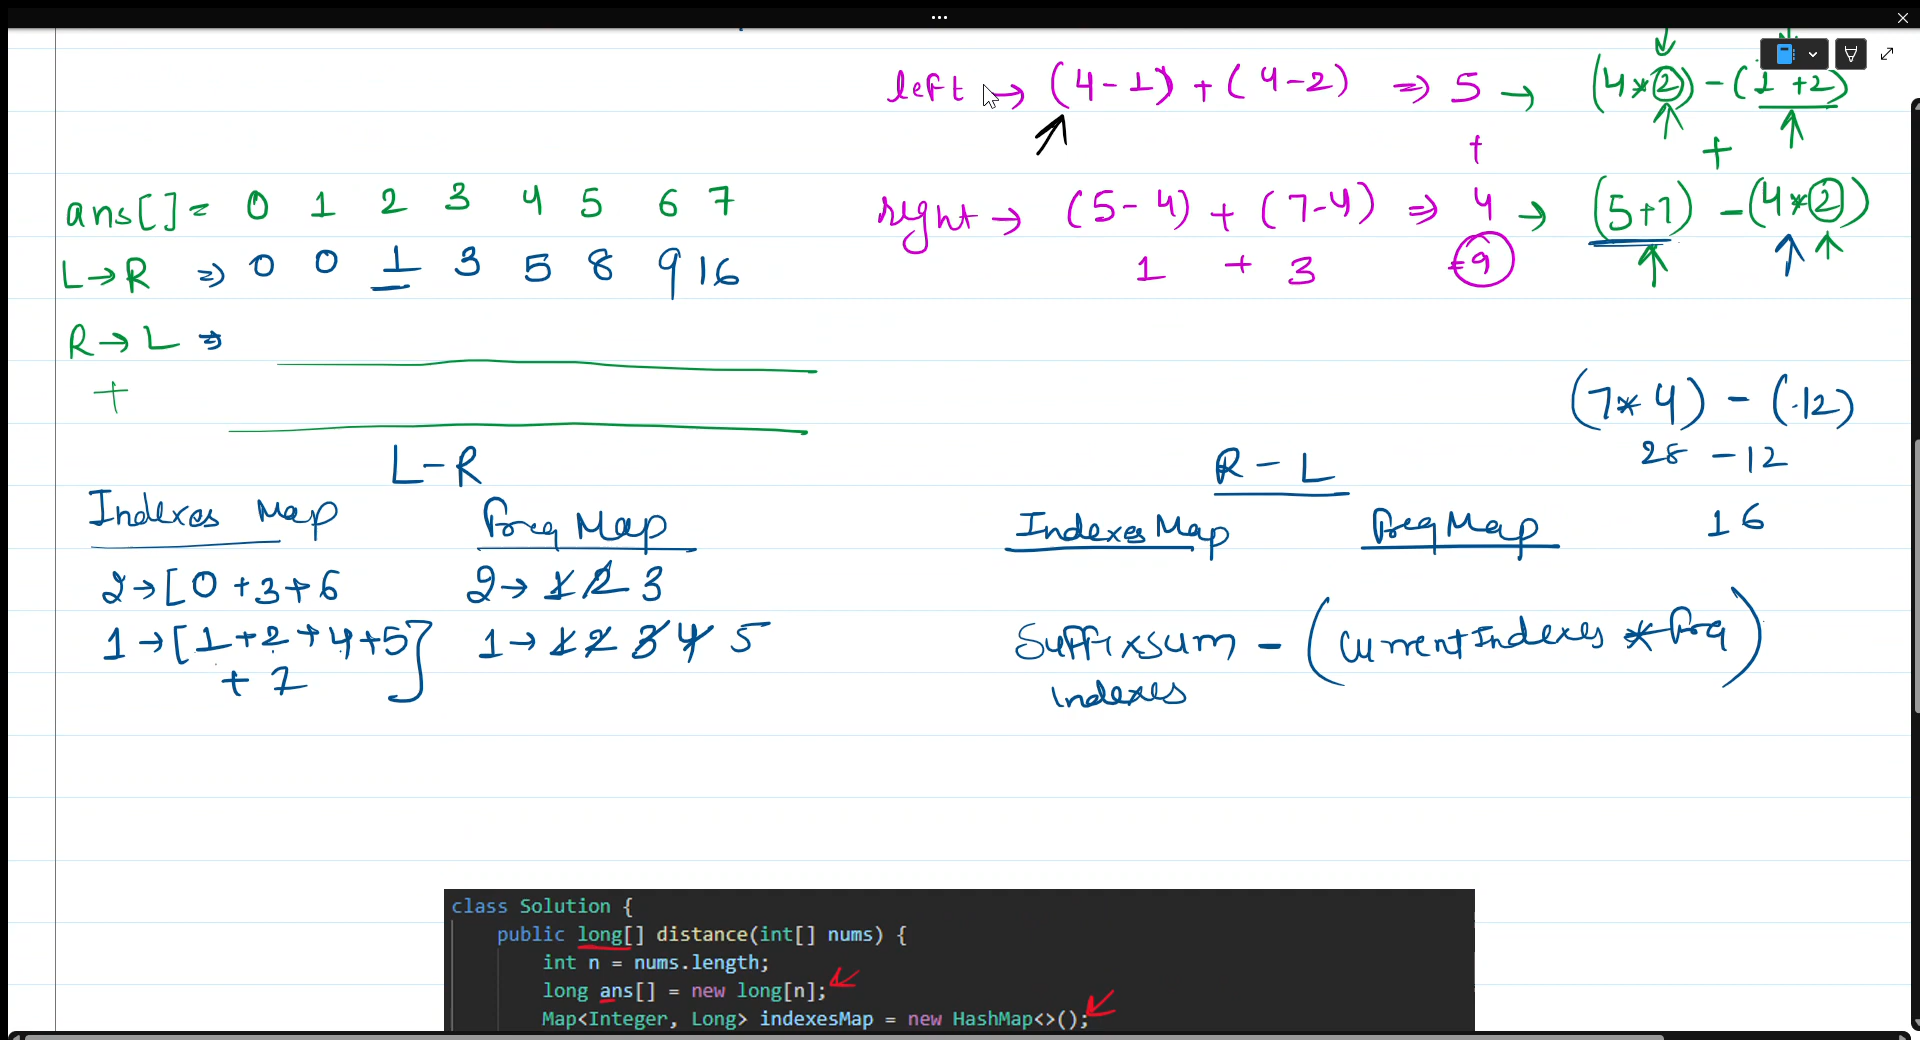 left → (4-1) + (4-2) => 5 → (4*2) - (1+2)
+ +
ans[] = 0 1 2 3 4 5 6 7
right → (5-4) + (7-4) => 4 → (5+7) - (4*2)
L→R => 0 0 1 3 5 8 9 16
1 + 3 =9
R→L =>
+
(7*4) - (12)
28 - 12
16
L-R
R-L
Indexes Map Freq Map
Indexes Map Freq Map
2→[0+3+6 2→ 1 2 3
1→[1+2+4+5] 1→ 1 2 3 4 5
+ 7
Suffixsum - (currentIndexes * Frq)
indexes
class Solution {
public long[] distance(int[] nums) {
int n = nums.length;
long ans[] = new long[n];
Map<Integer, Long> indexesMap = new HashMap<>();